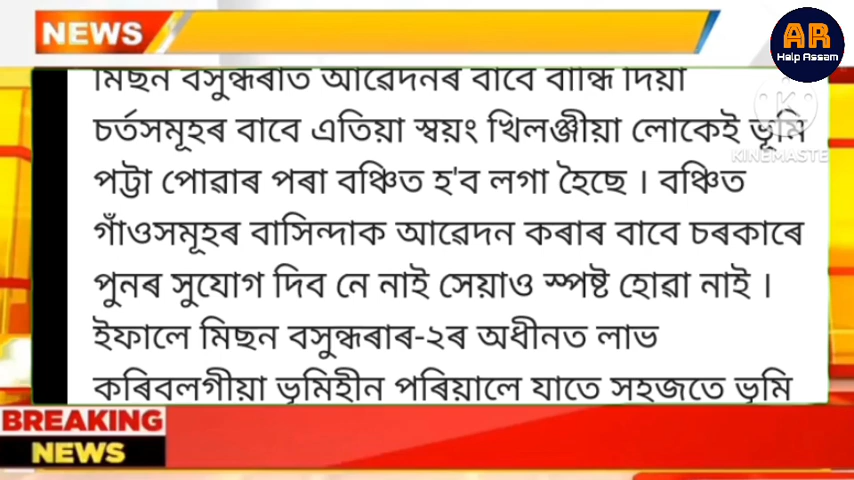 NEWS
AR
Halp Assam
মিছন বসুন্ধৰাত আৱেদনৰ বাবে বান্ধি দিয়া
চৰ্তসমূহৰ বাবে এতিয়া স্বয়ং খিলঞ্জীয়া লোকেই ভূমি
KINEMASTER
পট্টা পোৱাৰ পৰা বঞ্চিত হ'ব লগা হৈছে । বঞ্চিত
গাঁওসমূহৰ বাসিন্দাক আৱেদন কৰাৰ বাবে চৰকাৰে
পুনৰ সুযোগ দিব নে নাই সেয়াও স্পষ্ট হোৱা নাই ।
ইফালে মিছন বসুন্ধৰাৰ-২ৰ অধীনত লাভ
কৰিবলগীয়া ভূমিহীন পৰিয়ালে যাতে সহজতে ভূমি
BREAKING
NEWS